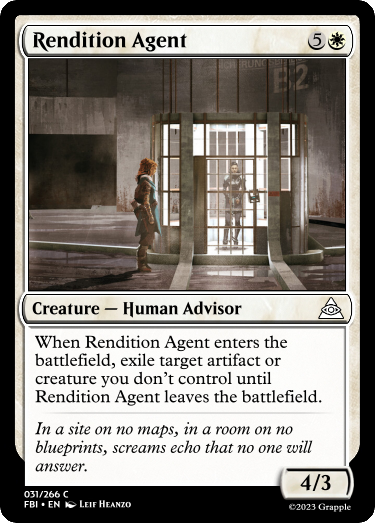 Rendition Agent 5
B2
Creature — Human Advisor
When Rendition Agent enters the
battlefield, exile target artifact or
creature you don't control until
Rendition Agent leaves the battlefield.
In a site on no maps, in a room on no
blueprints, screams echo that no one will
answer.
4/3
031/266 C
FBI • EN Leif Heanzo
©2023 Grapple